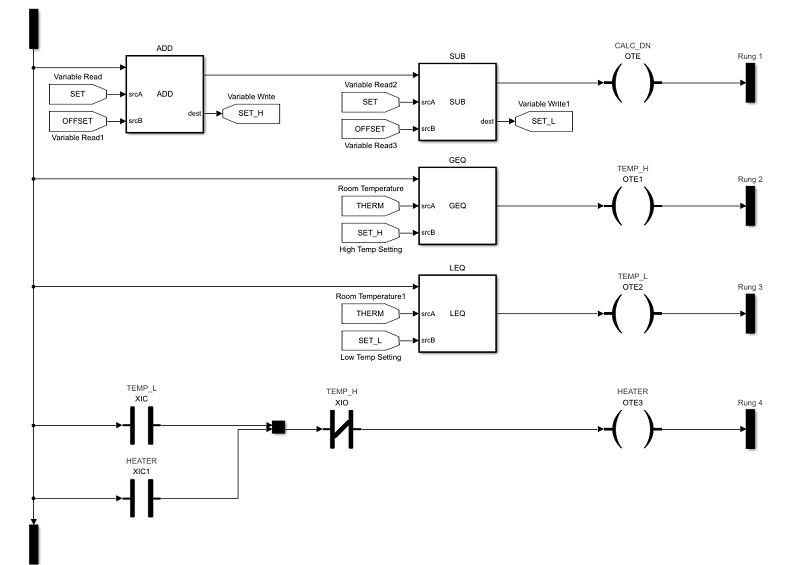 ADD
Variable Read
SET
srcA
ADD
OFFSET
srcB
Variable Read1
dest
Variable Write
SET_H
SUB
Variable Read2
SET
srcA
SUB
OFFSET
srcB
Variable Read3
dest
Variable Write1
SET_L
CALC_DN
OTE
Rung 1
GEQ
Room Temperature
THERM
srcA
GEQ
SET_H
srcB
High Temp Setting
TEMP_H
OTE1
Rung 2
LEQ
Room Temperature1
THERM
srcA
LEQ
SET_L
srcB
Low Temp Setting
TEMP_L
OTE2
Rung 3
TEMP_L
XIC
TEMP_H
XIO
HEATER
OTE3
Rung 4
HEATER
XIC1